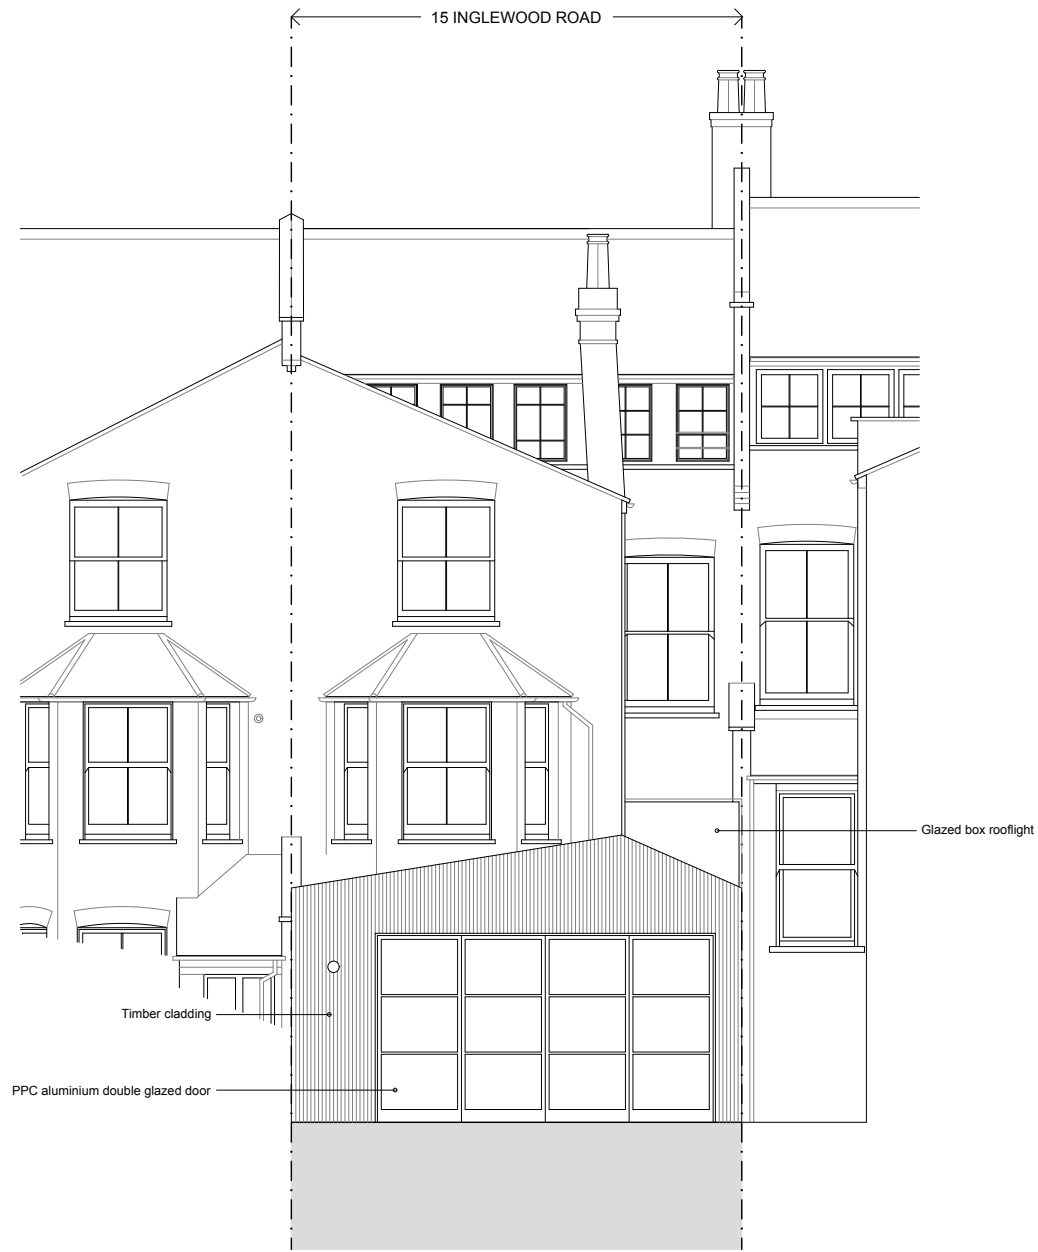 15 INGLEWOOD ROAD
Glazed box rooflight
Timber cladding
PPC aluminium double glazed door